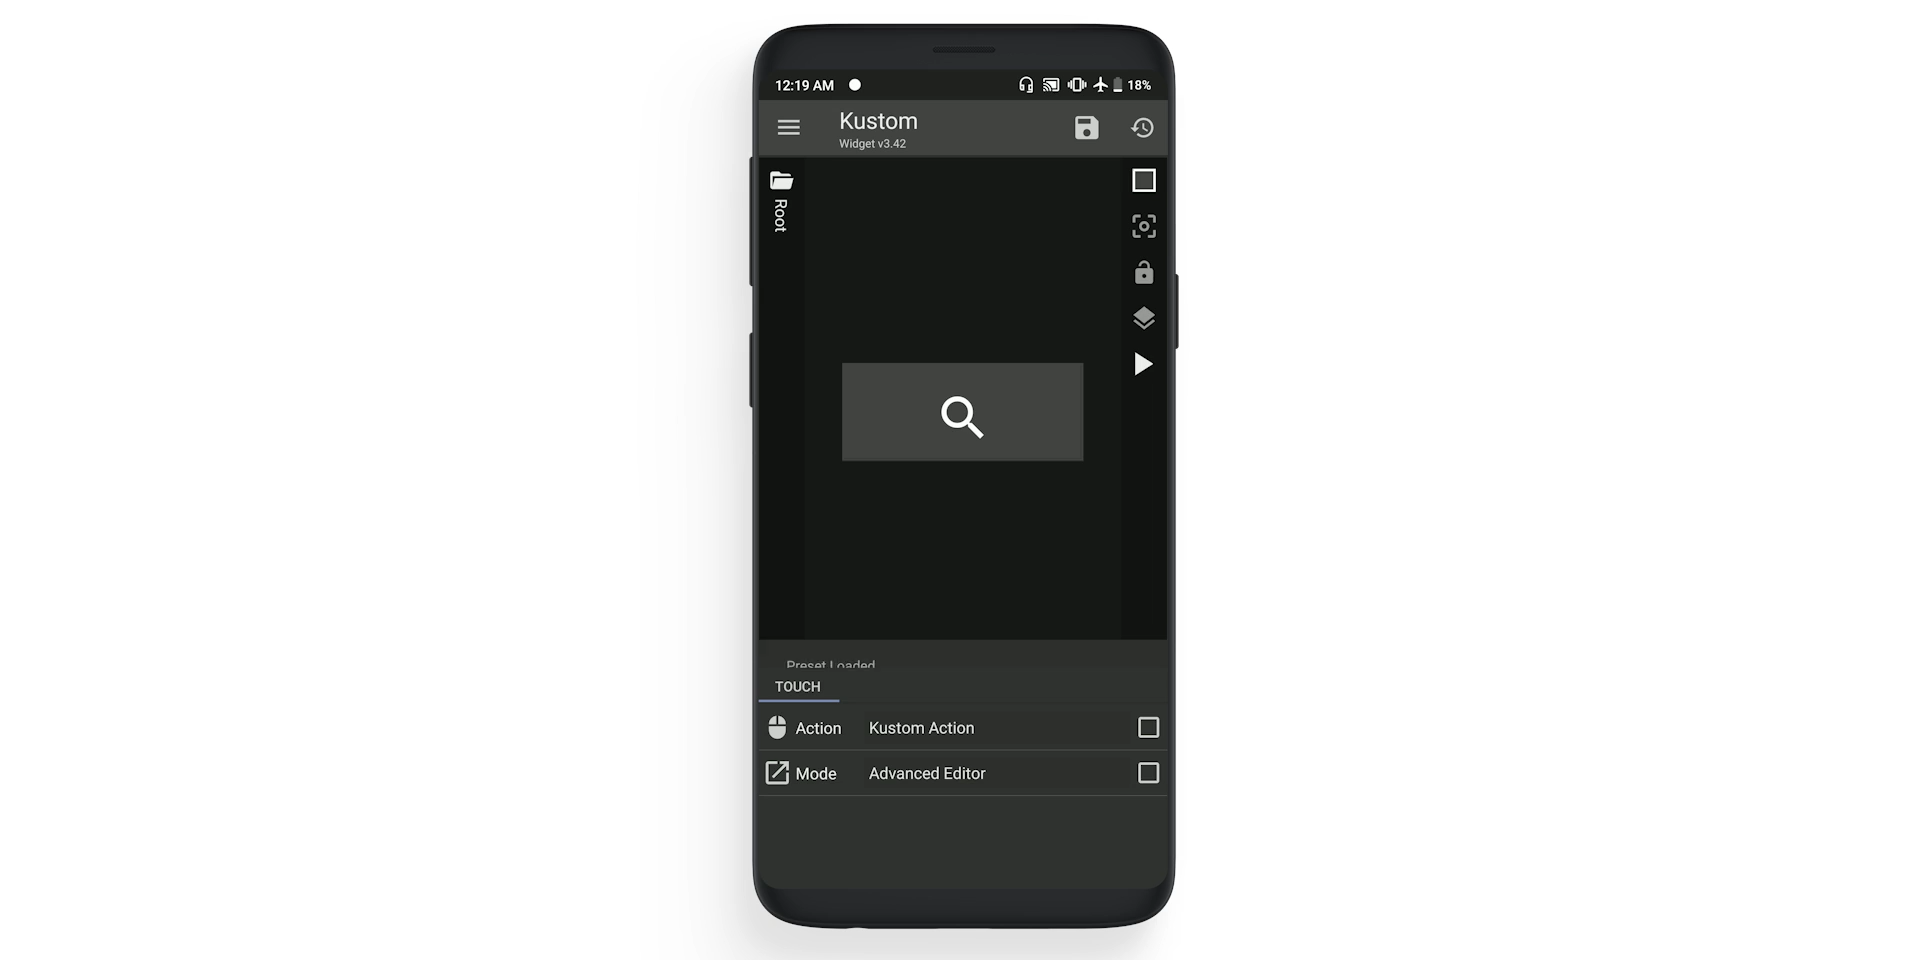 12:19 AM
18%
Kustom
Widget v3.42
Root
Preset Loaded
TOUCH
Action Kustom Action
Mode Advanced Editor